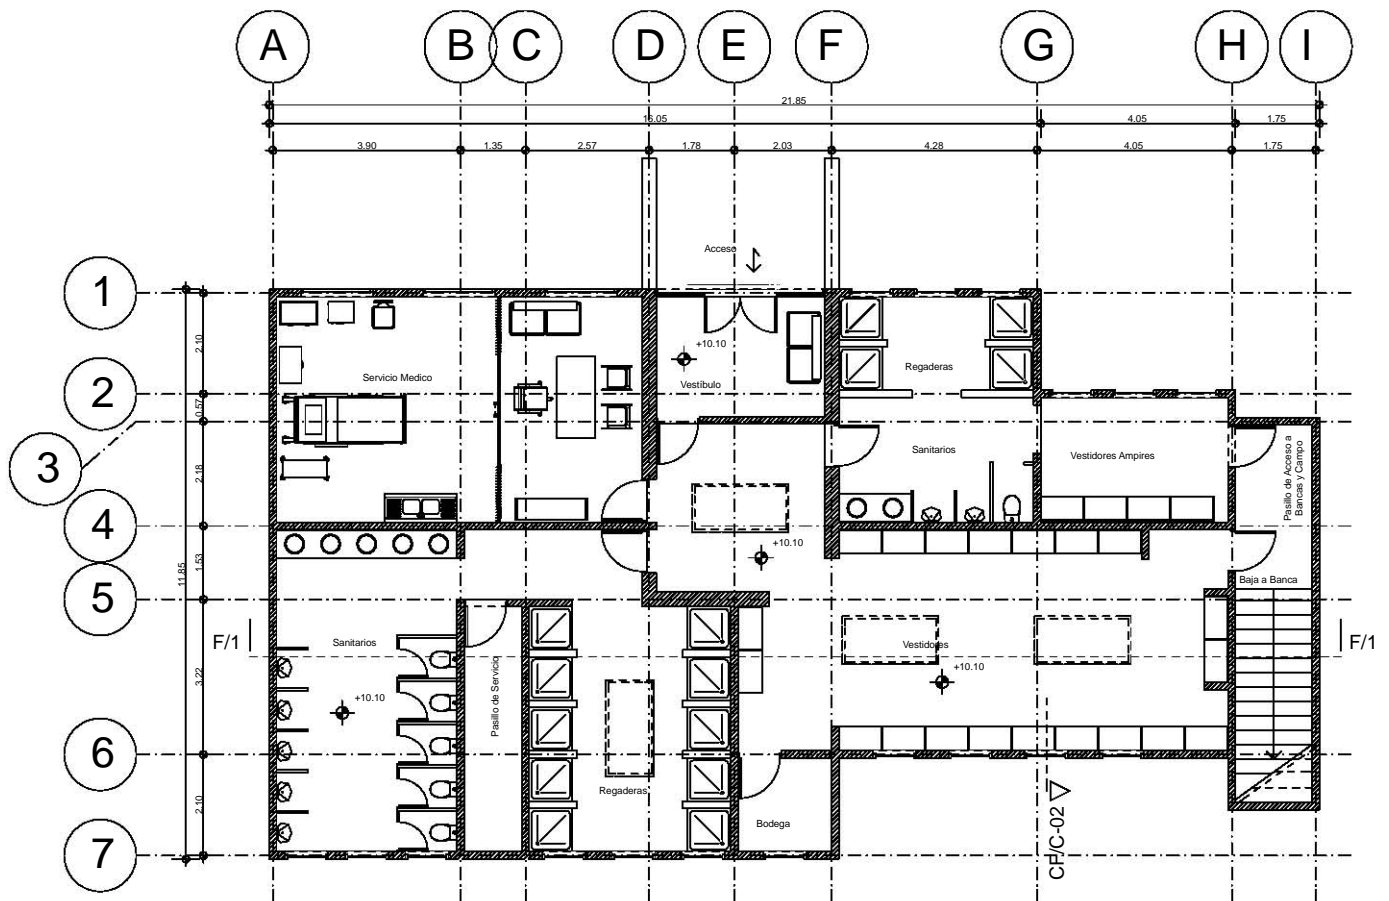 A B C D E F G H I
21.85
16.05 4.05 1.75
3.90 1.35 2.57 1.78 2.03 4.28 4.05 1.75
Acceso
1
2
3
4
5
6
7
2.10
0.57
2.18
1.53
3.22
2.10
11.85
+10.10
Servicio Medico
Vestíbulo
Regaderas
Sanitarios
Vestidores Ampires
Pasillo de Acceso a
Bancas y Campo
+10.10
Baja a Banca
F/1
Sanitarios
Pasillo de Servicio
Vestidores
F/1
+10.10
+10.10
Regaderas
Bodega
CP/C-02